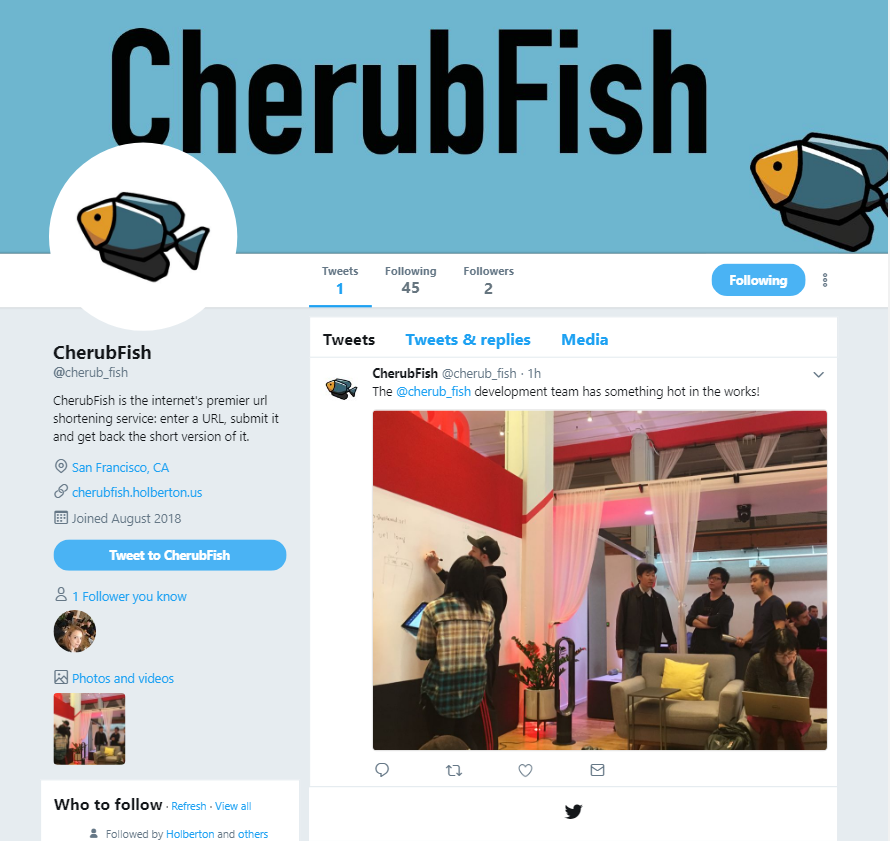 CherubFish
Tweets
1
Following
45
Followers
2
Following
CherubFish
@cherub_fish
CherubFish is the internet's premier url
shortening service: enter a URL, submit it
and get back the short version of it.
San Francisco, CA
cherubfish.holberton.us
Joined August 2018
Tweet to CherubFish
1 Follower you know
Photos and videos
Who to follow · Refresh · View all
Followed by Holberton and others
Tweets Tweets & replies Media
CherubFish @cherub_fish · 1h
The @cherub_fish development team has something hot in the works!